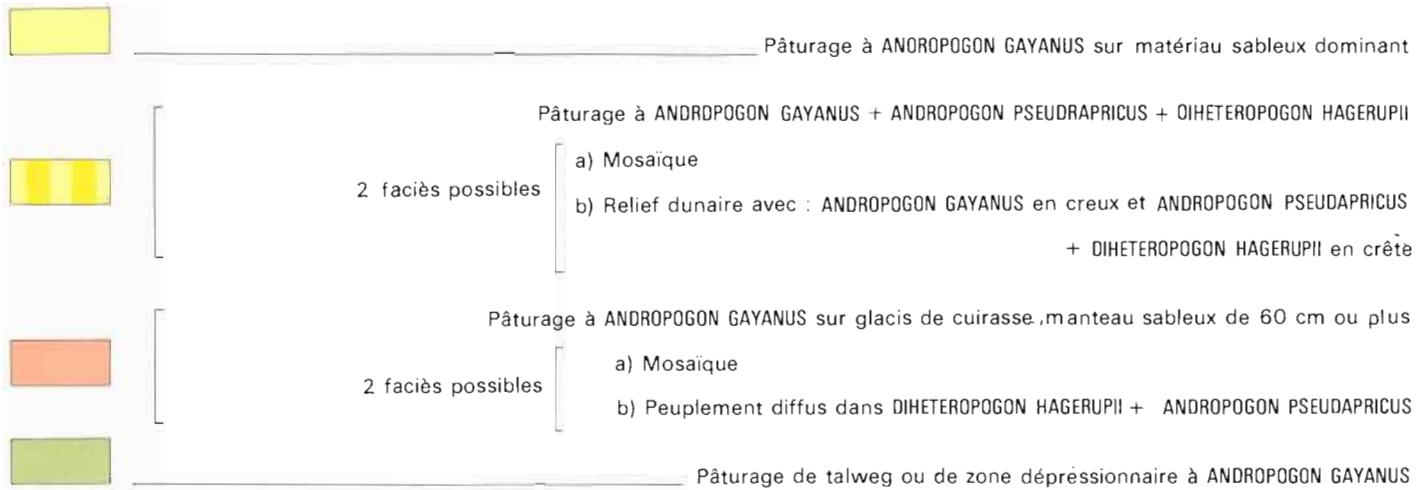 Pâturage à ANOROPOGON GAYANUS sur matériau sableux dominant
Pâturage à ANDRDPOGON GAYANUS + ANDROPOGON PSEUDRAPRICUS + OIHETEROPOGON HAGERUPII
2 faciès possibles
a) Mosaïque
b) Relief dunaire avec : ANDROPOGON GAYANUS en creux et ANDROPOGON PSEUDAPRICUS
+ DIHETEROPOGON HAGERUPII en crête
Pâturage à ANDROPOGON GAYANUS sur glacis de cuirasse, manteau sableux de 60 cm ou plus
2 faciès possibles
a) Mosaïque
b) Peuplement diffus dans DIHETEROPOGON HAGERUPII + ANDROPOGON PSEUDAPRICUS
Pâturage de talweg ou de zone dépressionnaire à ANDROPOGON GAYANUS